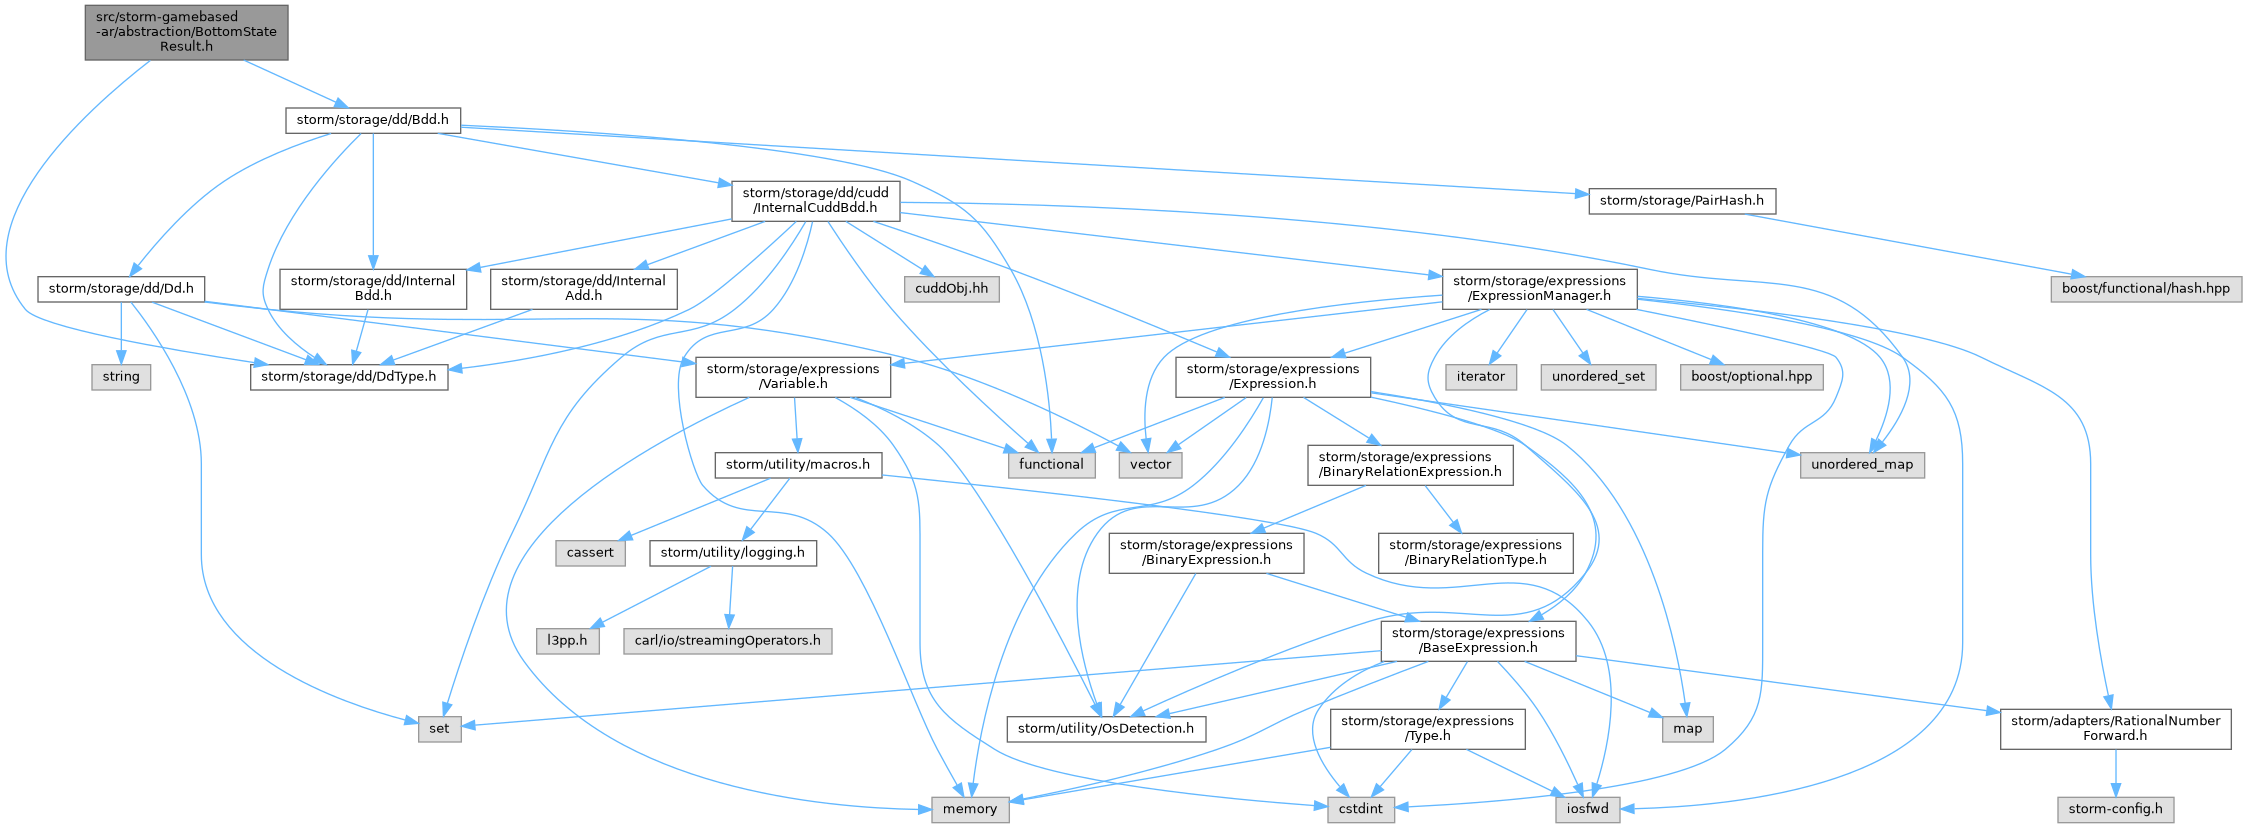 src/storm-gamebased
-ar/abstraction/BottomState
Result.h
storm/storage/dd/Bdd.h
storm/storage/dd/cudd
/InternalCuddBdd.h
storm/storage/PairHash.h
storm/storage/dd/Dd.h
storm/storage/dd/Internal
Bdd.h
storm/storage/dd/Internal
Add.h
cuddObj.hh
storm/storage/expressions
/ExpressionManager.h
boost/functional/hash.hpp
string
storm/storage/dd/DdType.h
storm/storage/expressions
/Variable.h
storm/storage/expressions
/Expression.h
iterator
unordered_set
boost/optional.hpp
storm/utility/macros.h
functional
vector
storm/storage/expressions
/BinaryRelationExpression.h
unordered_map
cassert
storm/utility/logging.h
storm/storage/expressions
/BinaryExpression.h
storm/storage/expressions
/BinaryRelationType.h
l3pp.h
carl/io/streamingOperators.h
storm/storage/expressions
/BaseExpression.h
set
storm/utility/OsDetection.h
storm/storage/expressions
/Type.h
map
storm/adapters/RationalNumber
Forward.h
memory
cstdint
iosfwd
storm-config.h